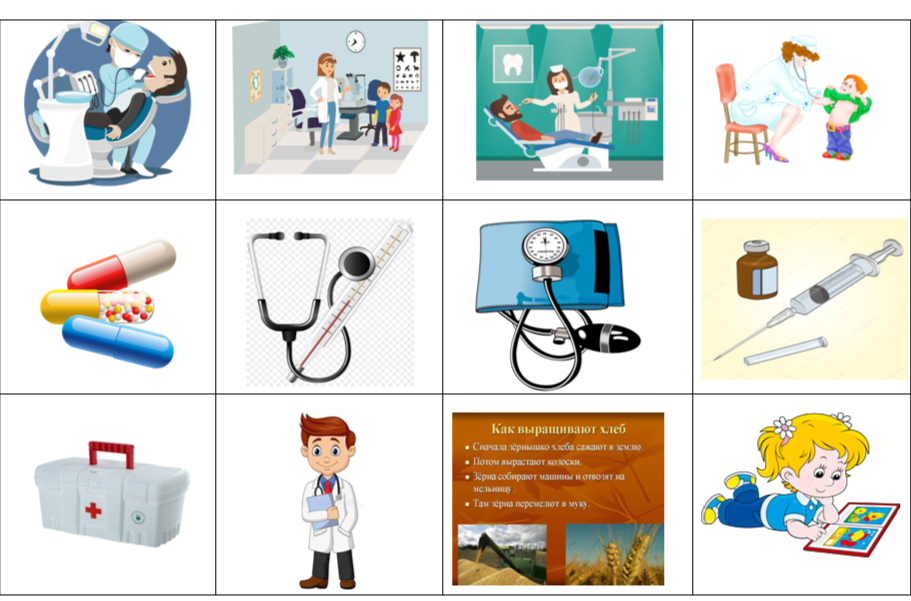 Как выращивают хлеб
Сначала зёрнышко хлеба сажают в землю.
Потом вырастают колоски.
Зёрна собирают машины и отвозят на
мельницу .
Там зёрна перемелют в муку.